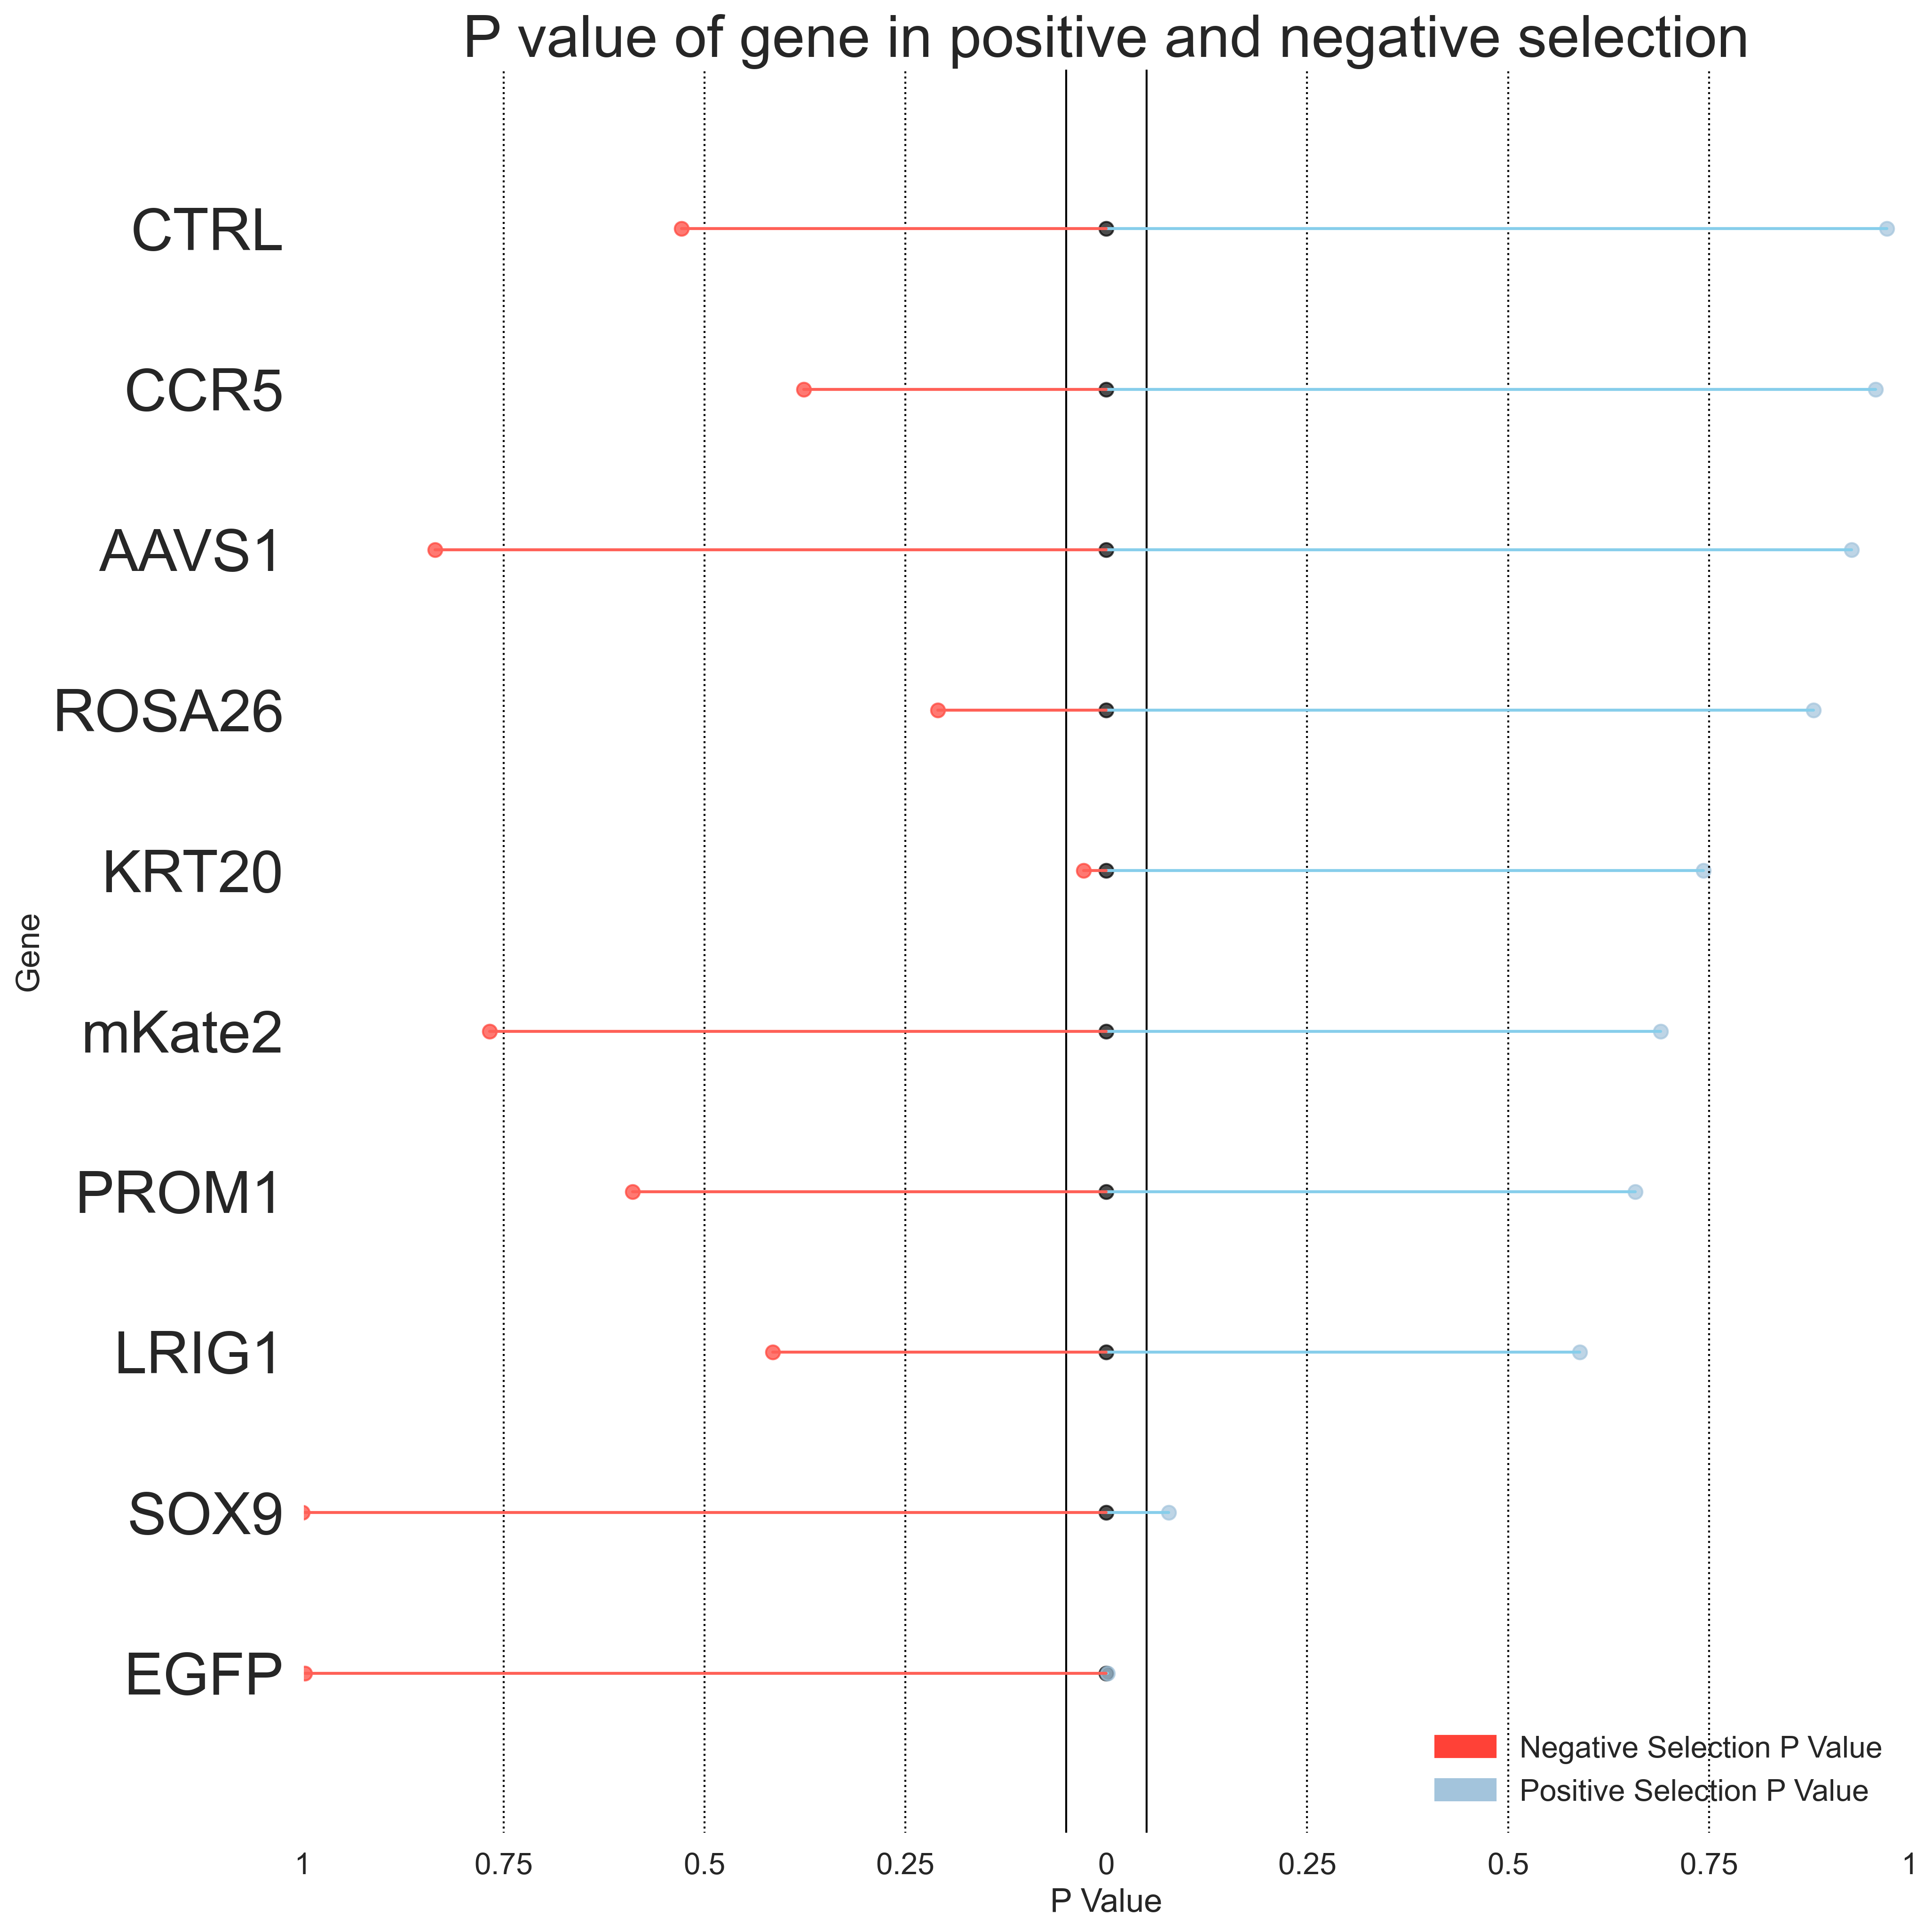 P value of gene in positive and negative selection
CTRL
CCR5
AAVS1
ROSA26
KRT20
Gene
mKate2
PROM1
LRIG1
SOX9
EGFP
Negative Selection P Value
Positive Selection P Value
1 0.75 0.5 0.25 0 0.25 0.5 0.75 1
P Value